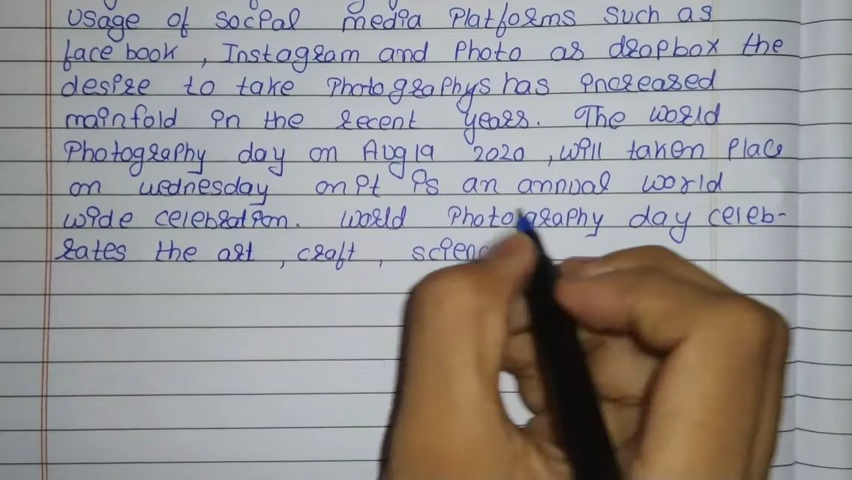 usage of social media platforms such as
face book , Instagram and Photo as dropbox the
desire to take Photographys has increased
mainfold in the recent years. The world
Photography day on Aug 19 2020 , will taken place
on wednesday on it is an annual world
wide celebration. world Photography day celeb-
rates the art , craft , scienc